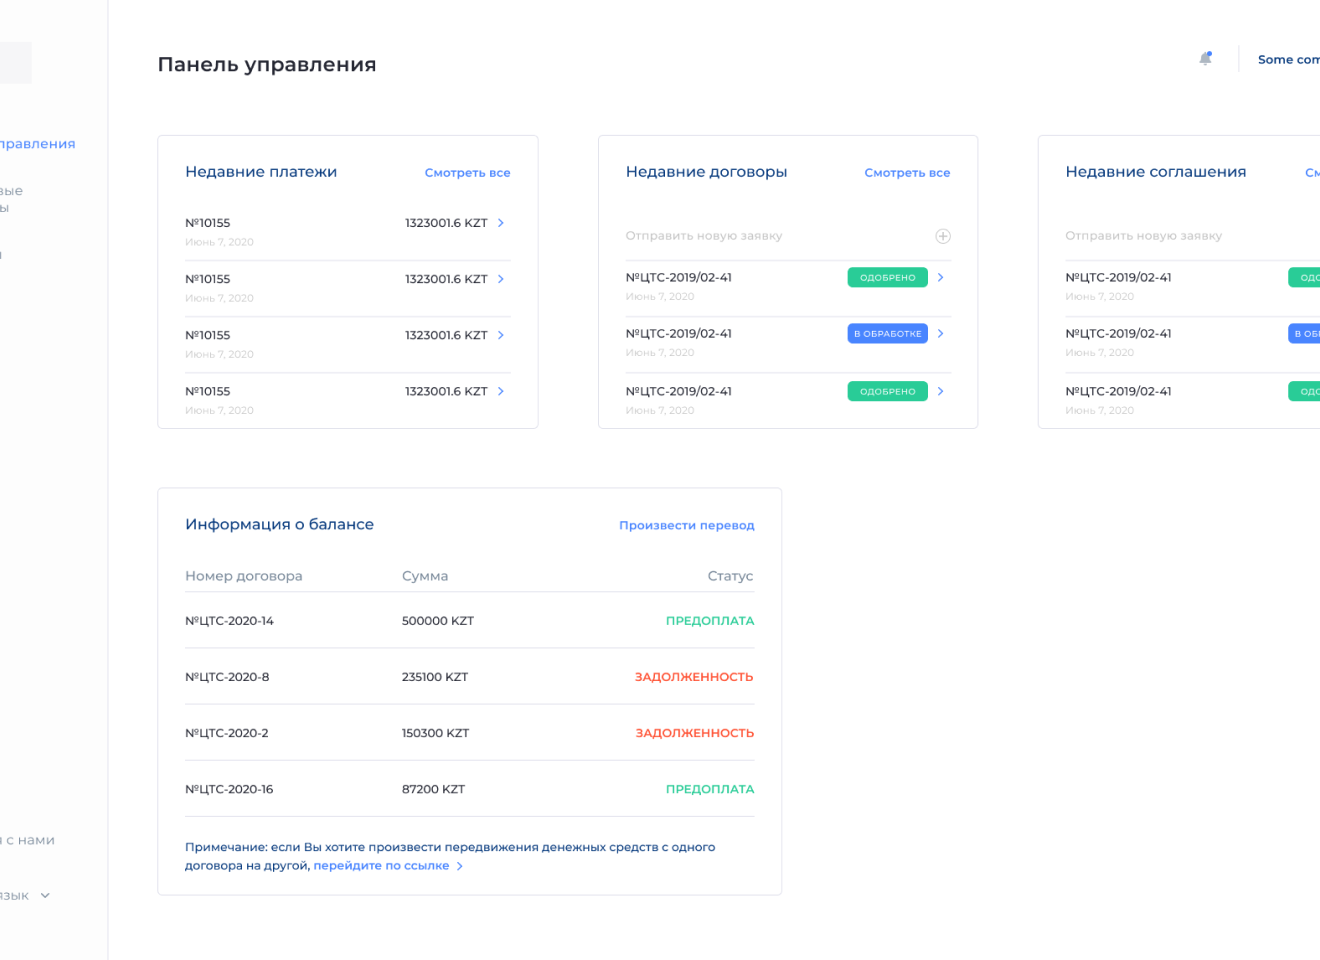 Панель управления
Some com
правления
вые
ы
и
Недавние платежи
Смотреть все
№10155
1323001.6 KZT
Июнь 7, 2020
№10155
1323001.6 KZT
Июнь 7, 2020
№10155
1323001.6 KZT
Июнь 7, 2020
№10155
1323001.6 KZT
Июнь 7, 2020
Недавние договоры
Смотреть все
Отправить новую заявку
№ЦТС-2019/02-41
ОДОБРЕНО
Июнь 7, 2020
№ЦТС-2019/02-41
В ОБРАБОТКЕ
Июнь 7, 2020
№ЦТС-2019/02-41
ОДОБРЕНО
Июнь 7, 2020
Недавние соглашения
См
Отправить новую заявку
№ЦТС-2019/02-41
ОДО
Июнь 7, 2020
№ЦТС-2019/02-41
В ОБ
Июнь 7, 2020
№ЦТС-2019/02-41
ОДО
Июнь 7, 2020
Информация о балансе
Произвести перевод
Номер договора
Сумма
Статус
№ЦТС-2020-14
500000 KZT
ПРЕДОПЛАТА
№ЦТС-2020-8
235100 KZT
ЗАДОЛЖЕННОСТЬ
№ЦТС-2020-2
150300 KZT
ЗАДОЛЖЕННОСТЬ
№ЦТС-2020-16
87200 KZT
ПРЕДОПЛАТА
Примечание: если Вы хотите произвести передвижения денежных средств с одного
договора на другой, перейдите по ссылке
с нами
язык